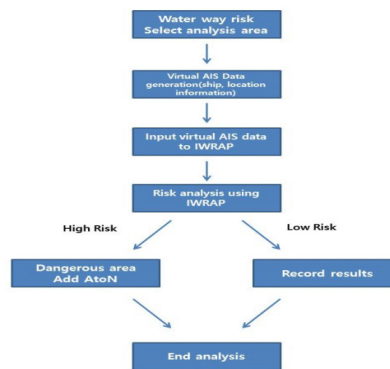 Water way risk
Select analysis area
Virtual AIS Data
generation(ship, location
information)
Input virtual AIS data
to IWRAP
Risk analysis using
IWRAP
High Risk
Low Risk
Dangerous area
Add AtoN
Record results
End analysis